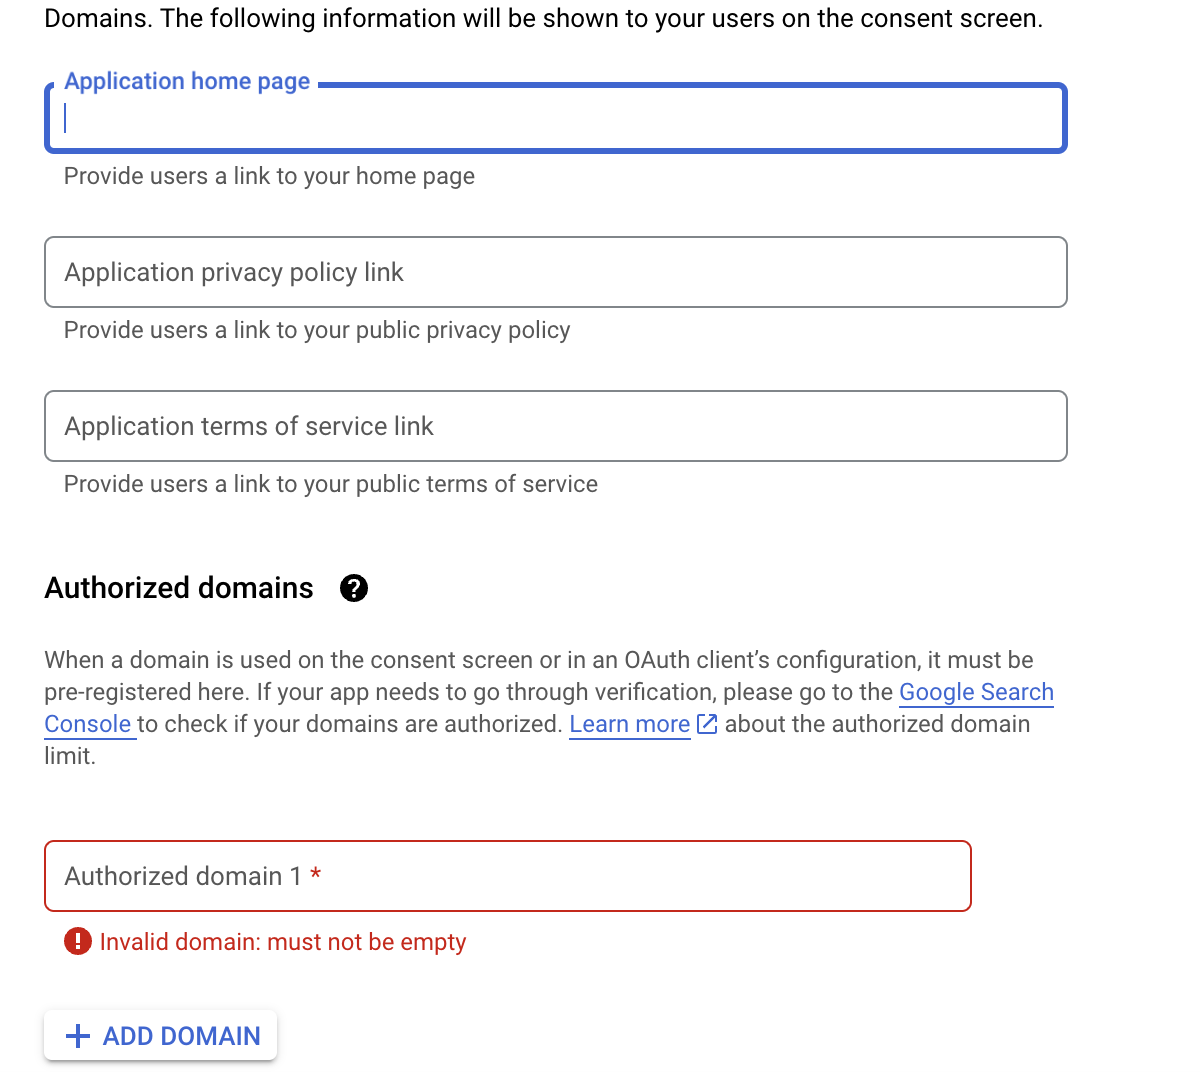 Domains. The following information will be shown to your users on the consent screen.
Application home page
Provide users a link to your home page
Application privacy policy link
Provide users a link to your public privacy policy
Application terms of service link
Provide users a link to your public terms of service
Authorized domains ?
When a domain is used on the consent screen or in an OAuth client’s configuration, it must be
pre-registered here. If your app needs to go through verification, please go to the Google Search
Console to check if your domains are authorized. Learn more about the authorized domain
limit.
Authorized domain 1 *
! Invalid domain: must not be empty
+ ADD DOMAIN